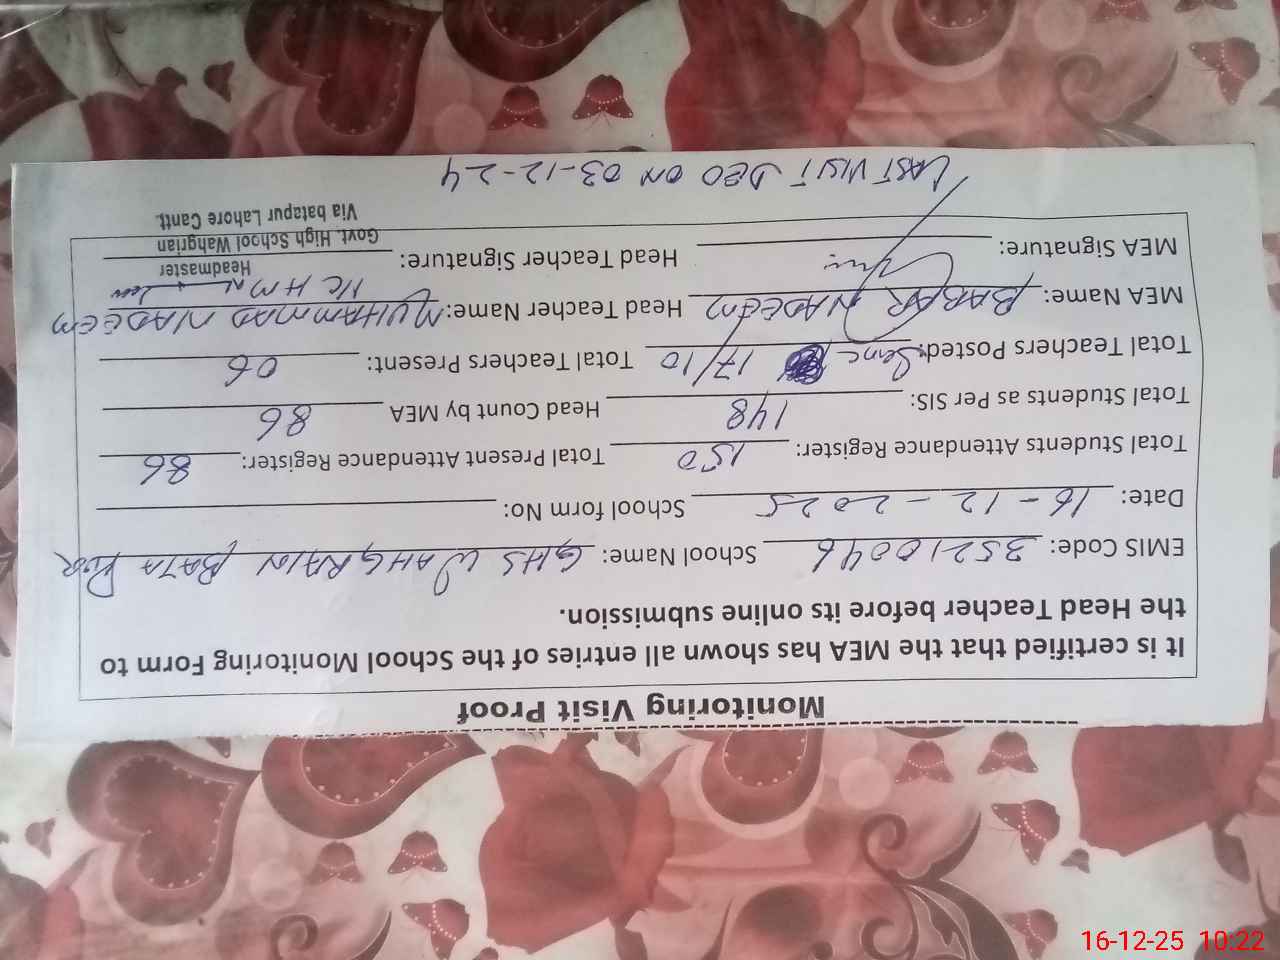 Monitoring Visit Proof
It is certified that the MEA has shown all entries of the School Monitoring Form to
the Head Teacher before its online submission.
EMIS Code: 35210046 School Name: GHS WAHGRAIN BATA PUR
Date: 16-12-2025 School form No:
Total Students Attendance Register: 150 Total Present Attendant Register: 86
Total Students as Per SIS: 148 Head Count by MEA 86
Total Teachers Posted: Sanc 17/10 Total Teachers Present: 06
MEA Name: BABAR NADEEM Head Teacher Name: MUHAMMAD NADEEM
I/C HM
MEA Signature: Head Teacher Signature:
Headmaster
Govt. High School Wahgrian
Via batapur Lahore Cantt.
LAST VISIT DEO ON 03-12-24
16-12-25 10:22